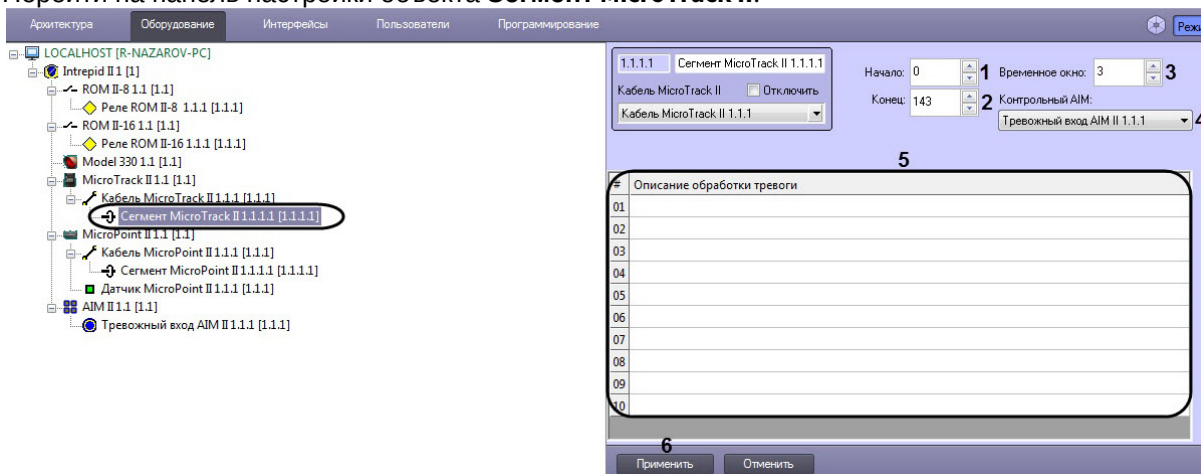 Перейти на панель настройки объекта Сегмент MicroTrack II.
Архитектура Оборудование Интерфейсы Пользователи Программирование
LOCALHOST [R-NAZAROV-PC]
Intrepid II 1 [1]
ROM II-8 1.1 [1.1]
Реле ROM II-8 1.1.1 [1.1.1]
ROM II-16 1.1 [1.1]
Реле ROM II-16 1.1.1 [1.1.1]
Model 330 1.1 [1.1]
MicroTrack II 1.1 [1.1]
Кабель MicroTrack II 1.1.1 [1.1.1]
Сегмент MicroTrack II 1.1.1.1 [1.1.1.1]
MicroPoint II 1.1 [1.1]
Кабель MicroPoint II 1.1.1 [1.1.1]
Сегмент MicroPoint II 1.1.1.1 [1.1.1.1]
Датчик MicroPoint II 1.1.1 [1.1.1]
AIM II 1.1 [1.1]
Тревожный вход AIM II 1.1.1 [1.1.1]
1.1.1.1 Сегмент MicroTrack II 1.1.1.1
Кабель MicroTrack II Отключить
Кабель MicroTrack II 1.1.1
Начало: 0 1 Временное окно: 3 3
Конец: 143 2 Контрольный AIM:
Тревожный вход AIM II 1.1.1 4
5
# Описание обработки тревоги
01
02
03
04
05
06
07
08
09
10
6
Применить Отменить